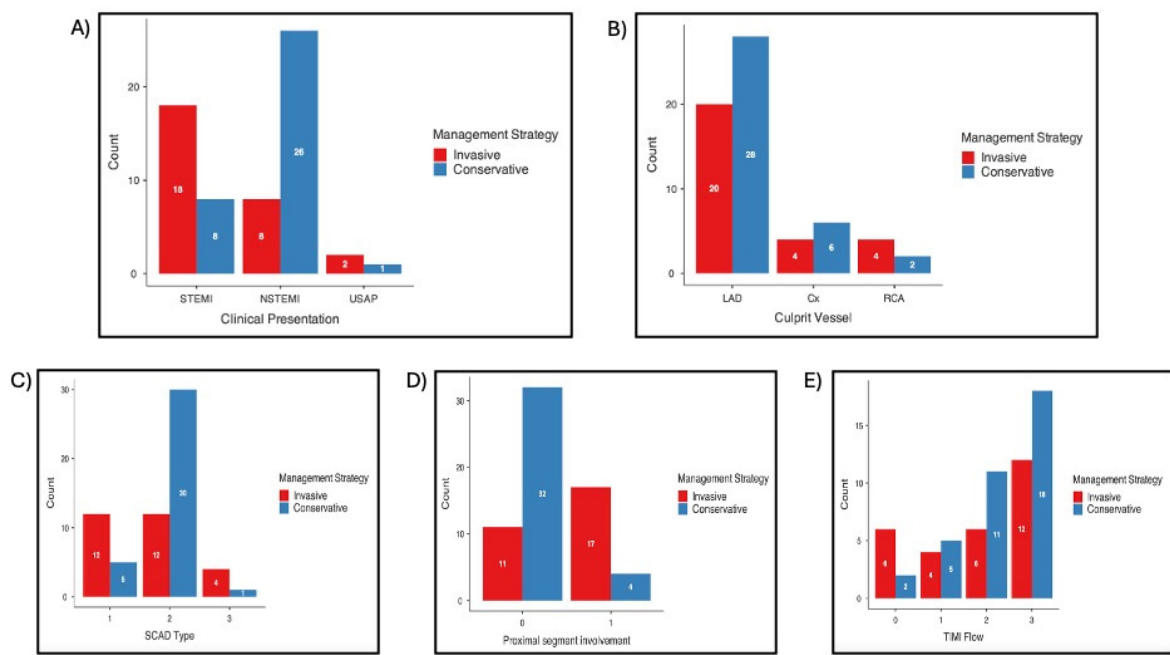 A)
20
10
0
Count
18
8
8
26
2
1
STEMI
NSTEMI
USAP
Clinical Presentation
Management Strategy
Invasive
Conservative
B)
20
10
0
Count
20
28
4
6
4
2
LAD
Cx
RCA
Culprit Vessel
Management Strategy
Invasive
Conservative
C)
30
20
10
0
Count
12
5
12
30
4
1
1
2
3
SCAD Type
Management Strategy
Invasive
Conservative
D)
30
20
10
0
Count
11
32
17
4
0
1
Proximal segment involvement
Management Strategy
Invasive
Conservative
E)
15
10
5
0
Count
6
2
4
5
6
11
12
18
0
1
2
3
TIMI Flow
Management Strategy
Invasive
Conservative